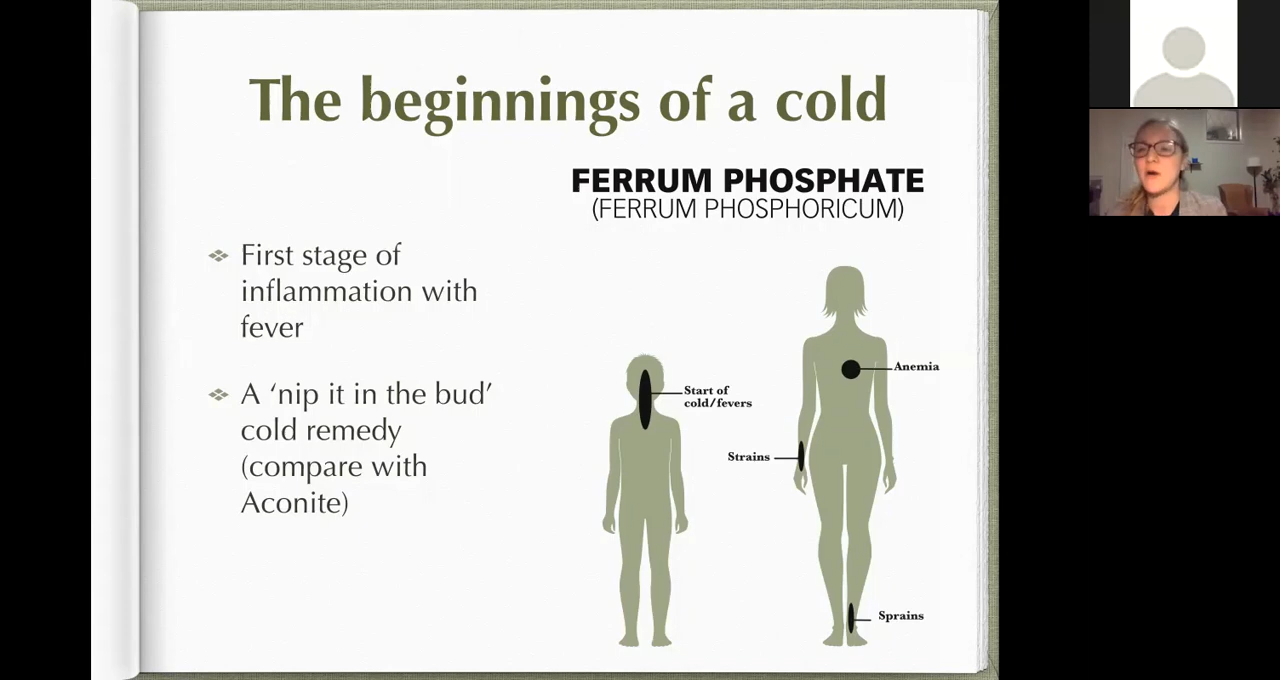 The beginnings of a cold
FERRUM PHOSPHATE
(FERRUM PHOSPHORICUM)
First stage of
inflammation with
fever
A ‘nip it in the bud’
cold remedy
(compare with
Aconite)
Start of
cold/fevers
Anemia
Strains
Sprains